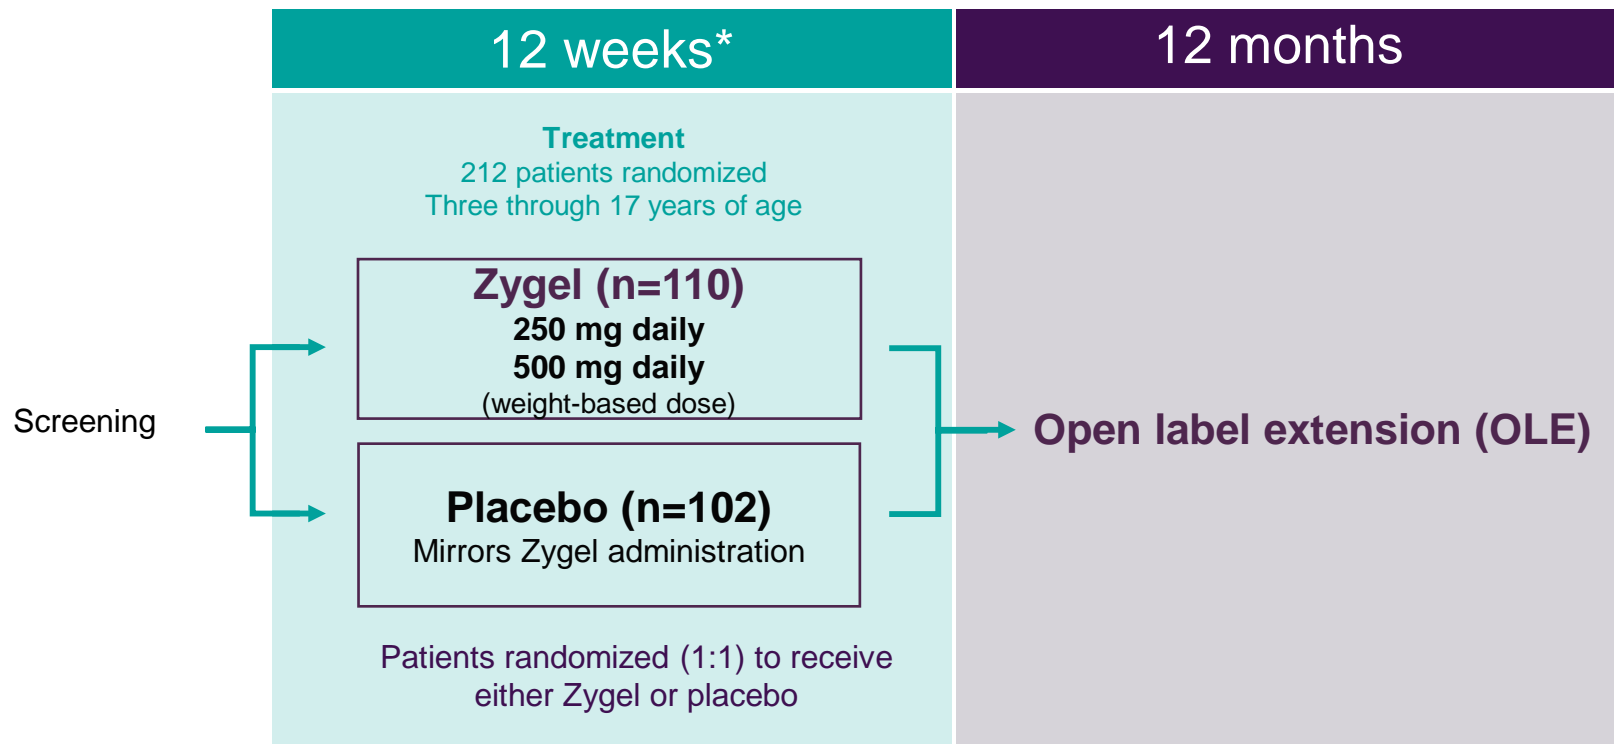 12 weeks*
12 months
Treatment
212 patients randomized
Three through 17 years of age
Zygel (n=110)
250 mg daily
500 mg daily
(weight-based dose)
Screening
Open label extension (OLE)
Placebo (n=102)
Mirrors Zygel administration
Patients randomized (1:1) to receive
either Zygel or placebo